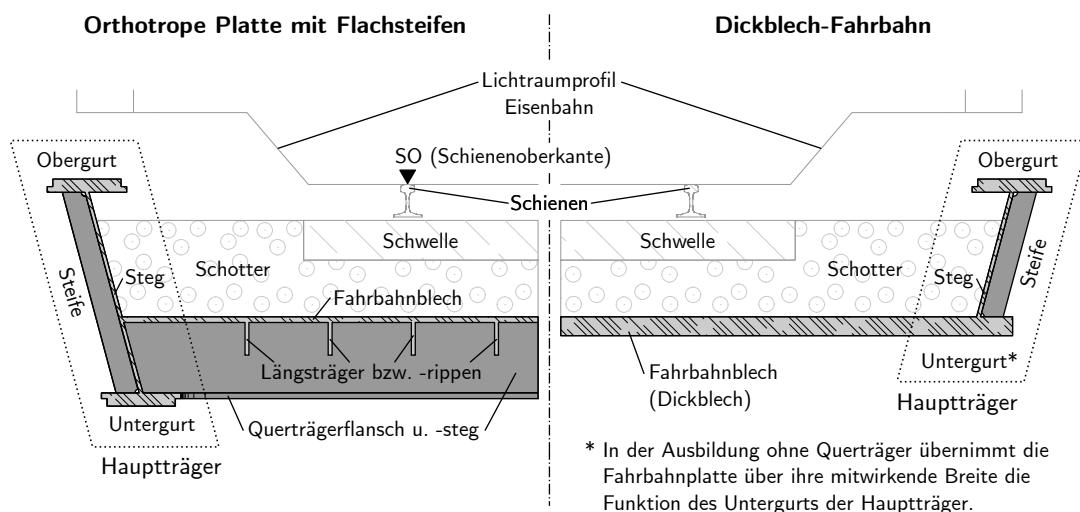 Orthotrope Platte mit Flachsteifen
Dickblech-Fahrbahn
Lichtraumprofil
Eisenbahn
SO (Schienenoberkante)
Obergurt
Obergurt
Schienen
Schwelle
Schwelle
Schotter
Schotter
Steg
Steg
Steife
Steife
Fahrbahnblech
Längsträger bzw. -rippen
Fahrbahnblech
(Dickblech)
Untergurt*
Hauptträger
Untergurt
Querträgerflansch u. -steg
Hauptträger
* In der Ausbildung ohne Querträger übernimmt die
Fahrbahnplatte über ihre mitwirkende Breite die
Funktion des Untergurts der Hauptträger.